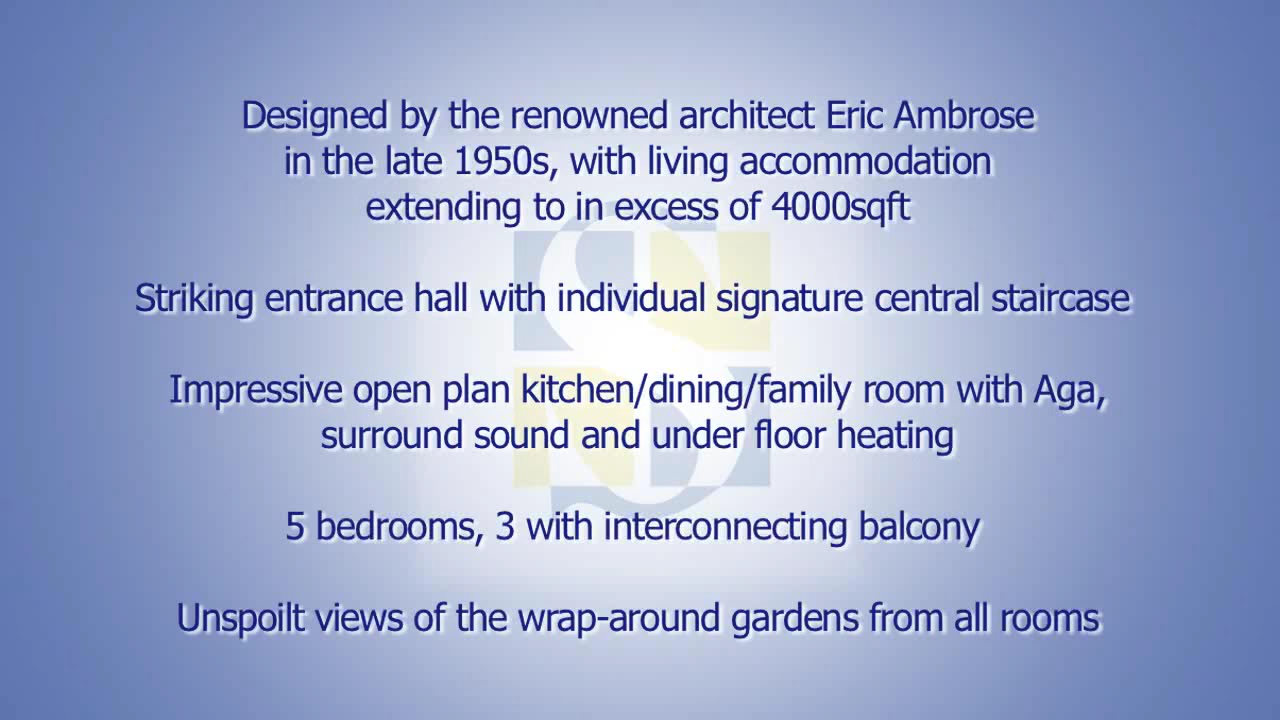 Designed by the renowned architect Eric Ambrose
in the late 1950s, with living accommodation
extending to in excess of 4000sqft
Striking entrance hall with individual signature central staircase
Impressive open plan kitchen/dining/family room with Aga,
surround sound and under floor heating
5 bedrooms, 3 with interconnecting balcony
Unspoilt views of the wrap-around gardens from all rooms